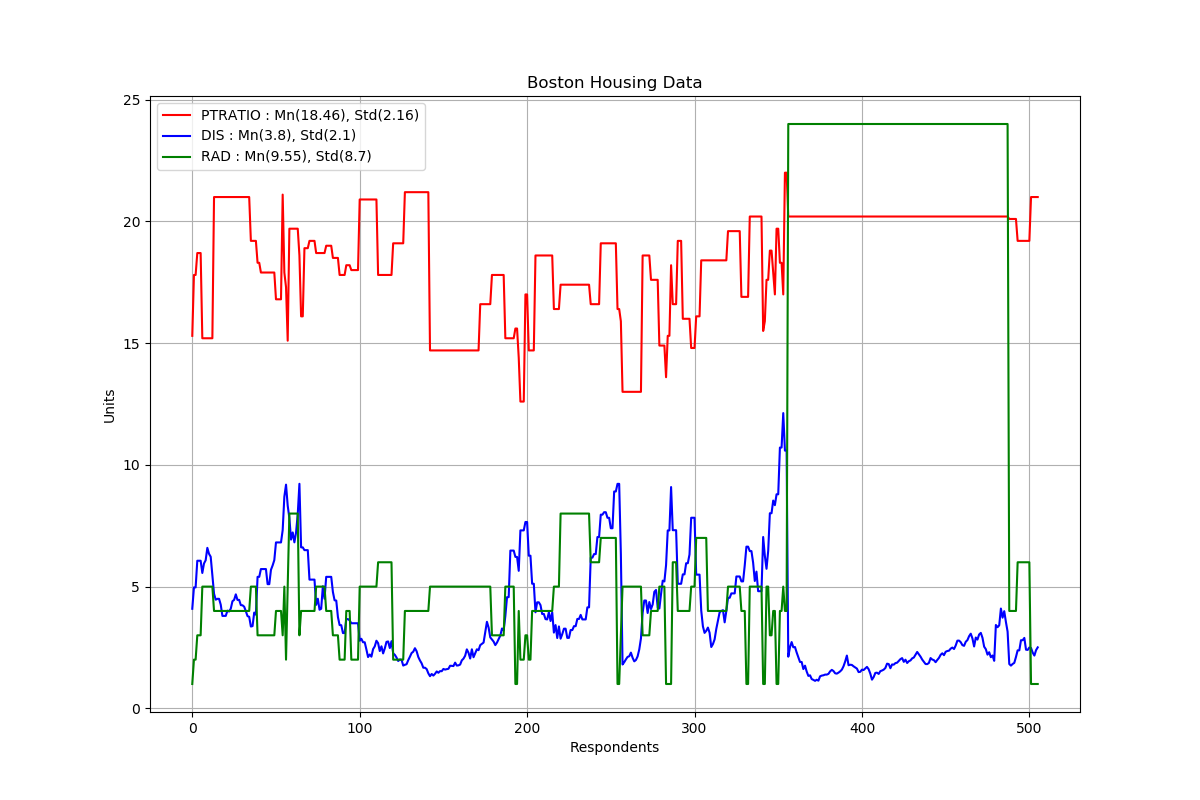 Boston Housing Data
PTRATIO : Mn(18.46), Std(2.16)
DIS : Mn(3.8), Std(2.1)
RAD : Mn(9.55), Std(8.7)
25
20
15
10
5
0
Units
0 100 200 300 400 500
Respondents